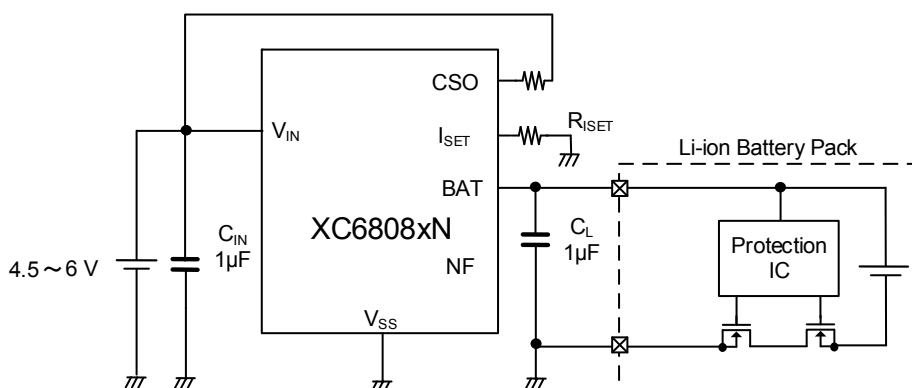 CSO
V_IN
I_SET
R_ISET
Li-ion Battery Pack
BAT
XC6808xN
C_IN
1μF
C_L
1μF
Protection
IC
NF
4.5～6 V
V_SS